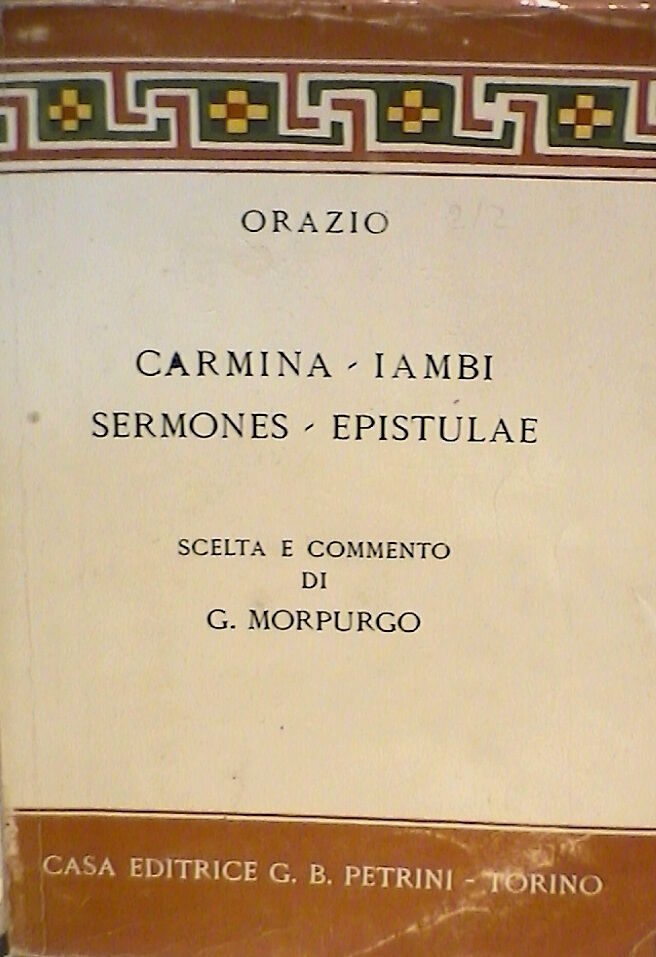 ORAZIO
CARMINA - IAMBI
SERMONES - EPISTULAE
SCELTA E COMMENTO
DI
G. MORPURGO
CASA EDITRICE G. B. PETRINI - TORINO